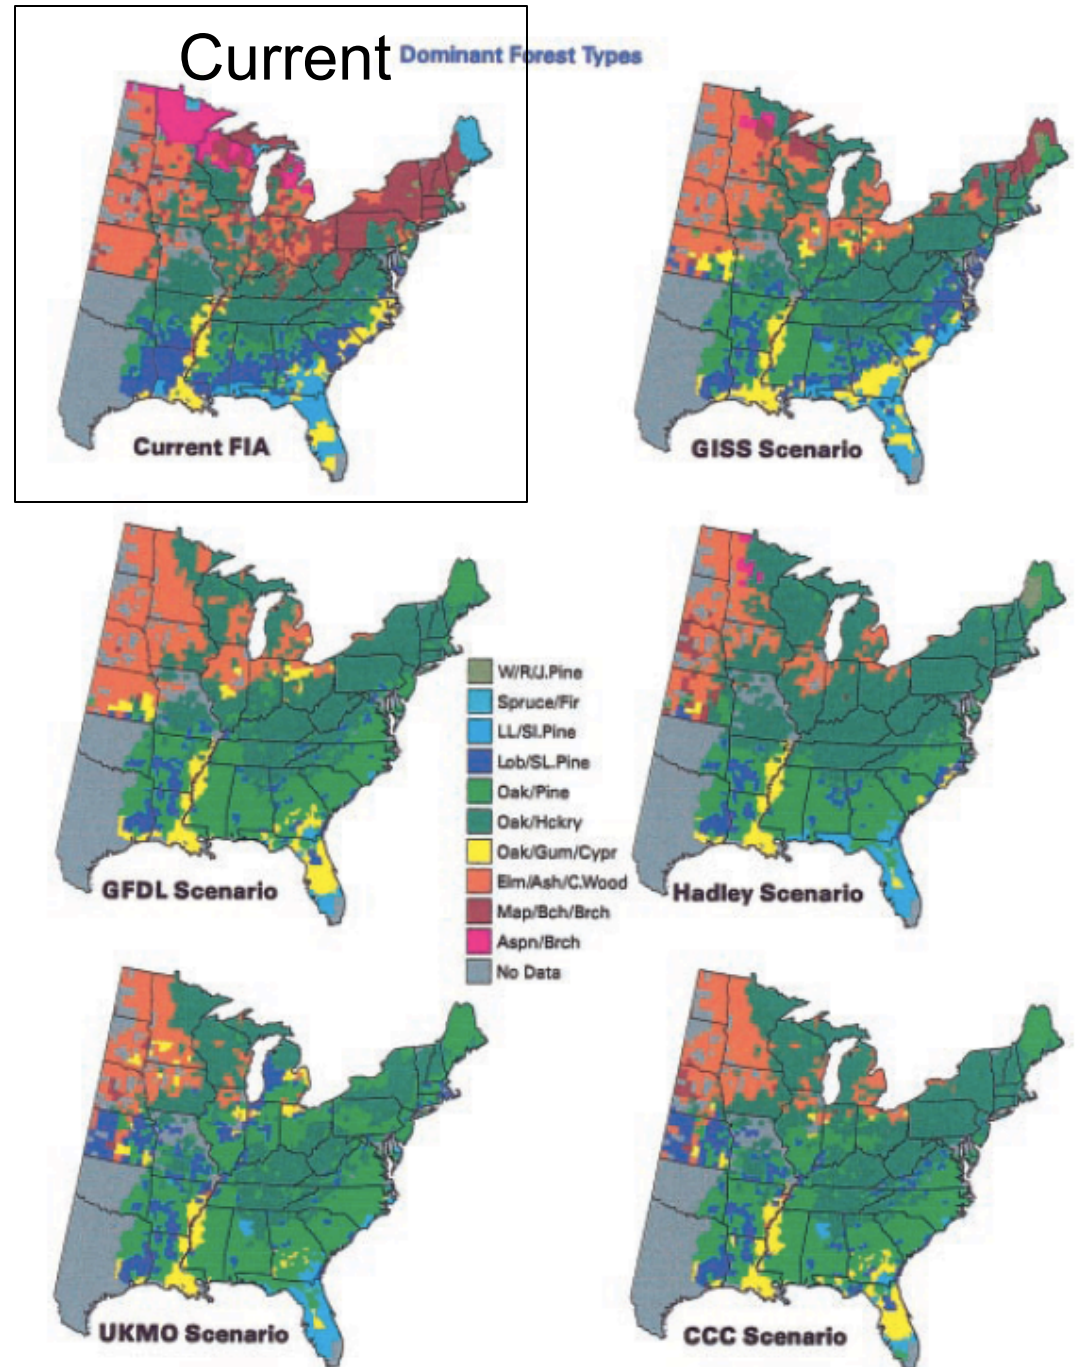 Current
Dominant Forest Types
Current FIA
GISS Scenario
W/R/J.Pine
Spruce/Fir
LL/Sl.Pine
Lob/SL.Pine
Oak/Pine
Oak/Hckry
Oak/Gum/Cypr
Elm/Ash/C.Wood
Map/Bch/Brch
Aspn/Brch
No Data
GFDL Scenario
Hadley Scenario
UKMO Scenario
CCC Scenario